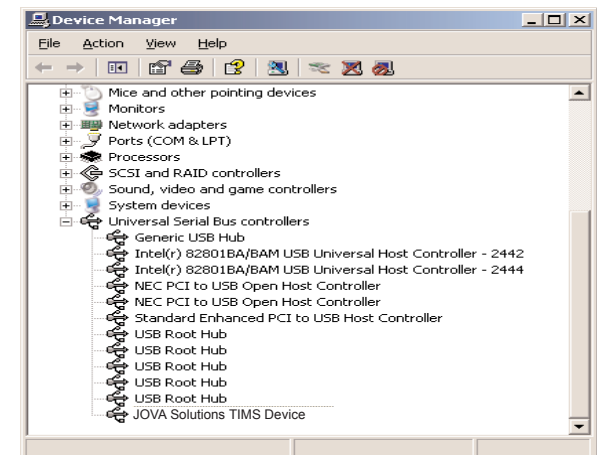 Device Manager
File Action View Help
Mice and other pointing devices
Monitors
Network adapters
Ports (COM & LPT)
Processors
SCSI and RAID controllers
Sound, video and game controllers
System devices
Universal Serial Bus controllers
Generic USB Hub
Intel(r) 82801BA/BAM USB Universal Host Controller - 2442
Intel(r) 82801BA/BAM USB Universal Host Controller - 2444
NEC PCI to USB Open Host Controller
NEC PCI to USB Open Host Controller
Standard Enhanced PCI to USB Host Controller
USB Root Hub
USB Root Hub
USB Root Hub
USB Root Hub
USB Root Hub
JOVA Solutions TIMS Device